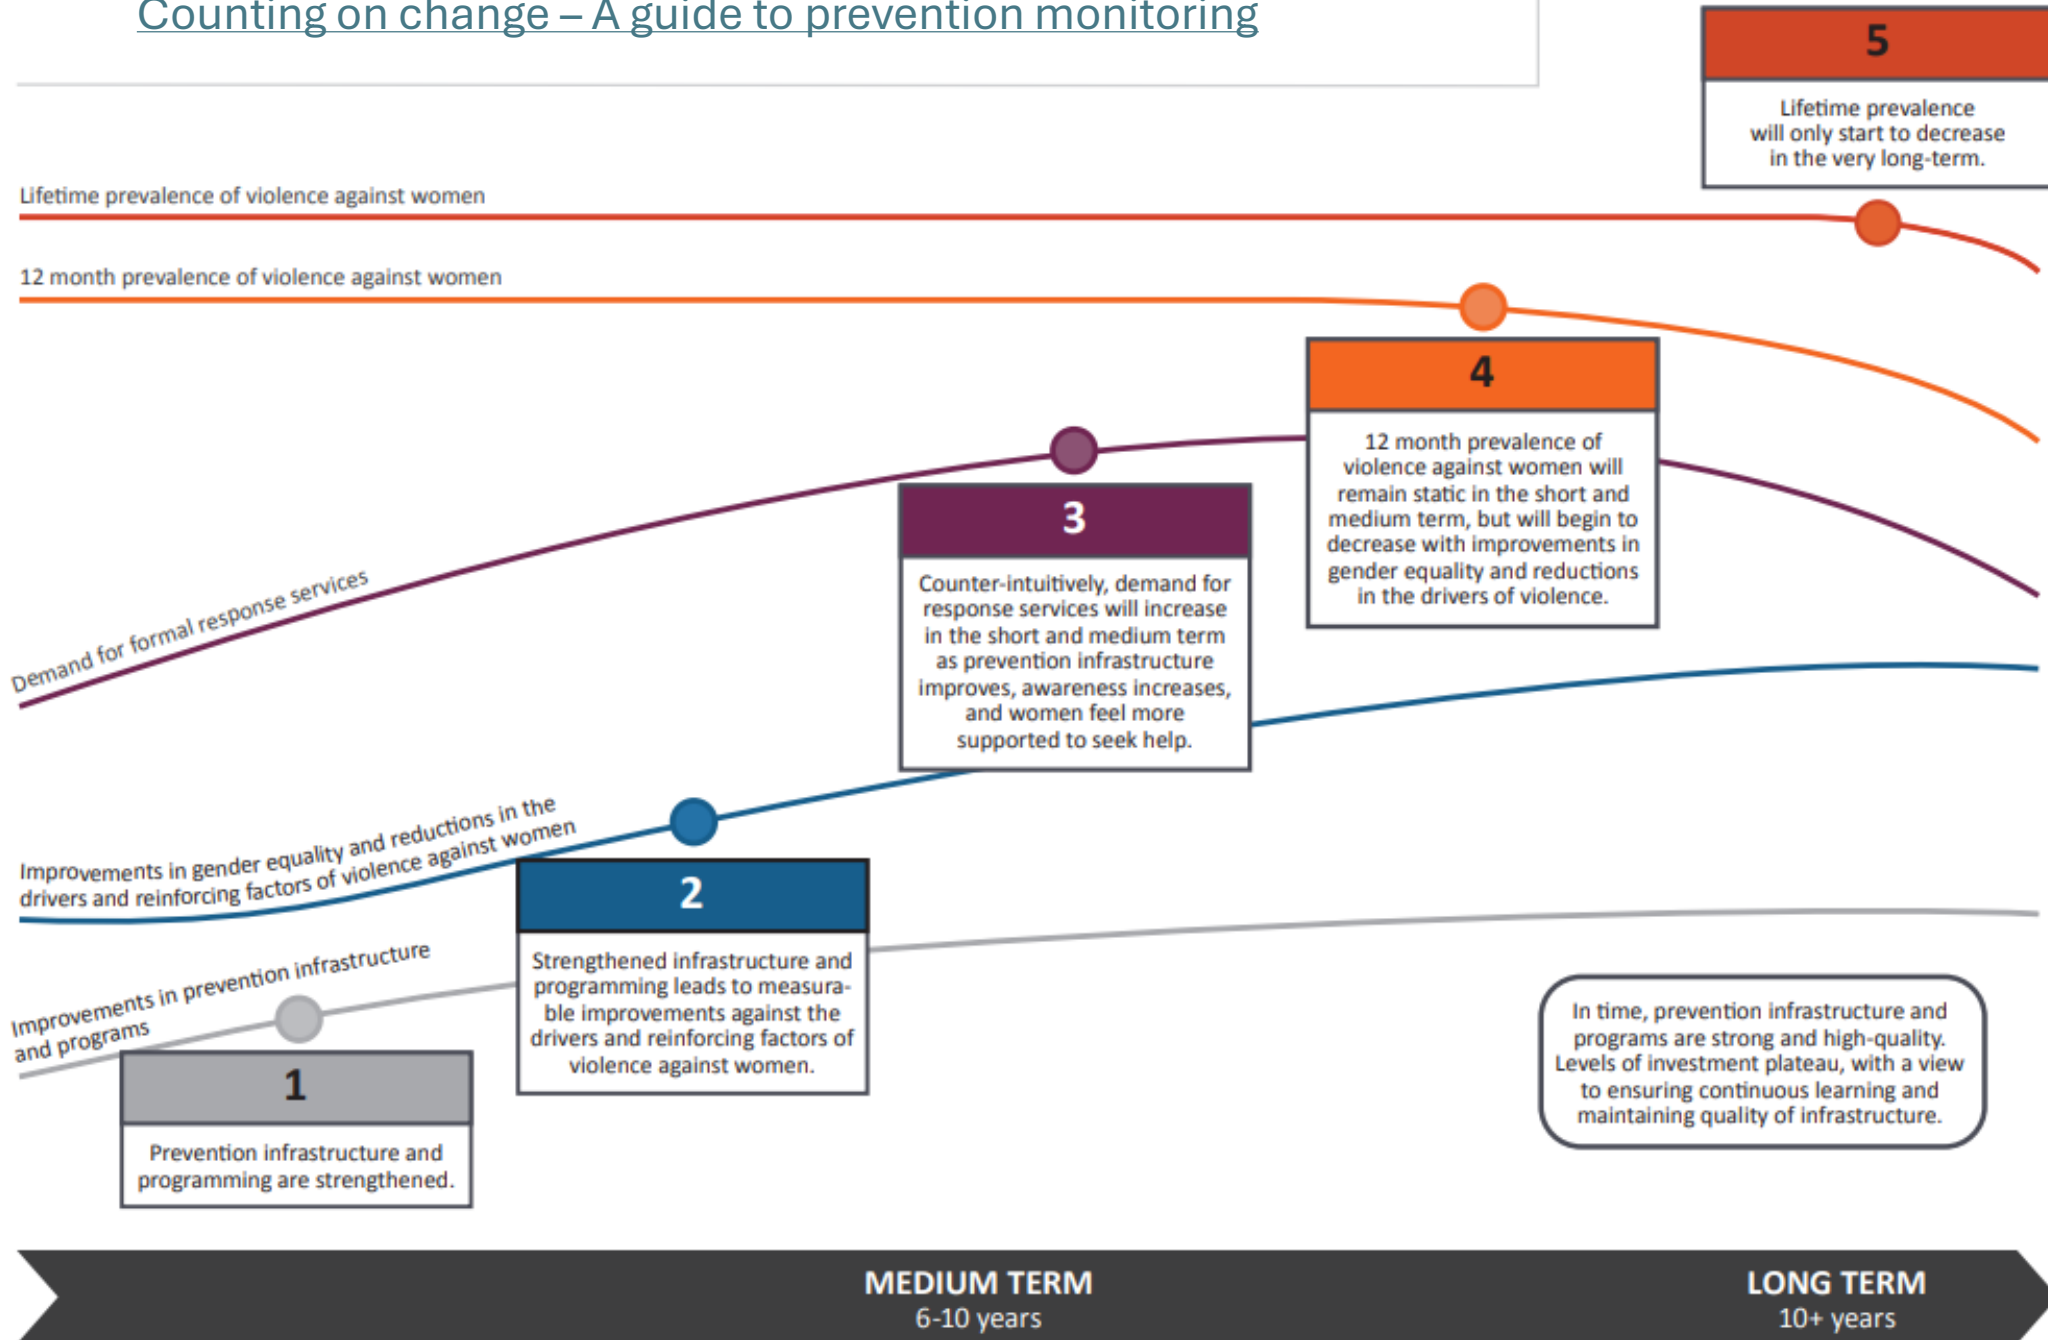 Counting on change – A guide to prevention monitoring
5
Lifetime prevalence
will only start to decrease
in the very long-term.
Lifetime prevalence of violence against women
12 month prevalence of violence against women
4
12 month prevalence of
violence against women will
remain static in the short and
medium term, but will begin to
decrease with improvements in
gender equality and reductions
in the drivers of violence.
Demand for formal response services
3
Counter-intuitively, demand for
response services will increase
in the short and medium term
as prevention infrastructure
improves, awareness increases,
and women feel more
supported to seek help.
Improvements in gender equality and reductions in the
drivers and reinforcing factors of violence against women
2
Strengthened infrastructure and
programming leads to measura-
ble improvements against the
drivers and reinforcing factors of
violence against women.
Improvements in prevention infrastructure
and programs
1
Prevention infrastructure and
programming are strengthened.
In time, prevention infrastructure and
programs are strong and high-quality.
Levels of investment plateau, with a view
to ensuring continuous learning and
maintaining quality of infrastructure.
MEDIUM TERM
6-10 years
LONG TERM
10+ years